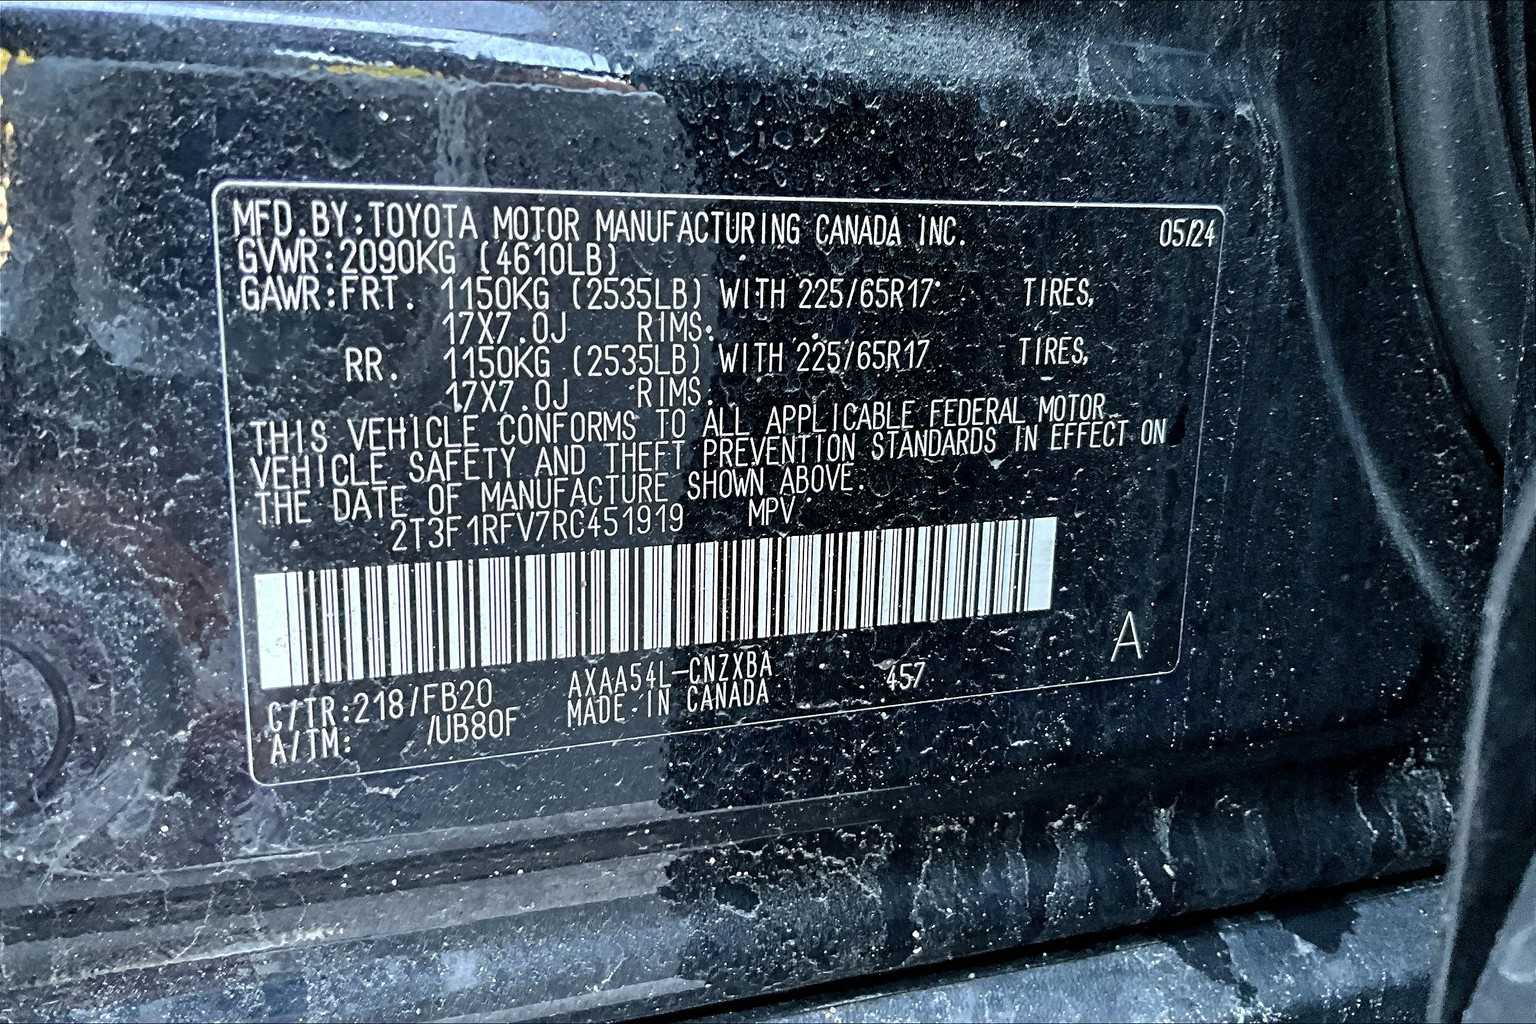 MFD.BY:TOYOTA MOTOR MANUFACTURING CANADA INC. 05/24
GVWR:2090KG (4610LB)
GAWR:FRT. 1150KG (2535LB) WITH 225/65R17 TIRES,
17X7.0J RIMS.
RR. 1150KG (2535LB) WITH 225/65R17 TIRES,
17X7.0J RIMS.
THIS VEHICLE CONFORMS TO ALL APPLICABLE FEDERAL MOTOR
VEHICLE SAFETY AND THEFT PREVENTION STANDARDS IN EFFECT ON
THE DATE OF MANUFACTURE SHOWN ABOVE.
2T3F1RFV7RC451919 MPV
A
C/TR:218/FB20 AXAA54L-CNZXBA 457
A/TM: /UB80F MADE IN CANADA